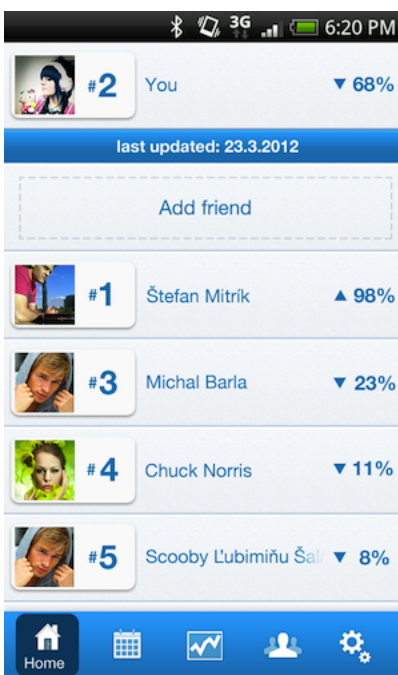 3G 6:20 PM
#2 You ▼ 68%
last updated: 23.3.2012
Add friend
#1 Štefan Mitrík ▲ 98%
#3 Michal Barla ▼ 23%
#4 Chuck Norris ▼ 11%
#5 Scooby Ľubimiňu ▼ 8%
Home